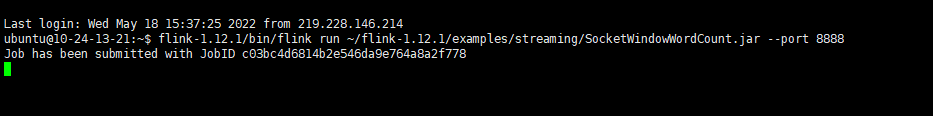 Last login: Wed May 18 15:37:25 2022 from 219.228.146.214
ubuntu@10-24-13-21:~$ flink-1.12.1/bin/flink run ~/flink-1.12.1/examples/streaming/SocketWindowWordCount.jar --port 8888
Job has been submitted with JobID c03bc4d6814b2e546da9e764a8a2f778